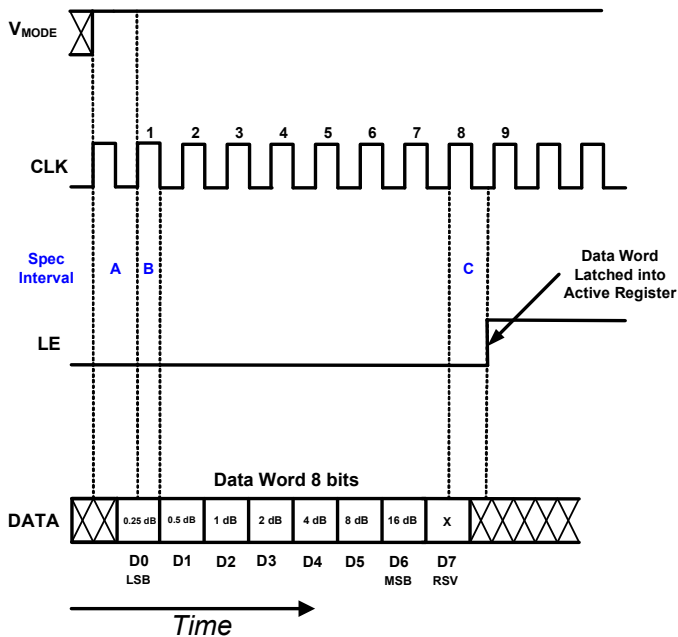 VMODE
1 2 3 4 5 6 7 8 9
CLK
Spec
Interval
A B C
Data Word
Latched into
Active Register
LE
Data Word 8 bits
DATA
0.25 dB 0.5 dB 1 dB 2 dB 4 dB 8 dB 16 dB X
D0 D1 D2 D3 D4 D5 D6 D7
LSB MSB RSV
Time